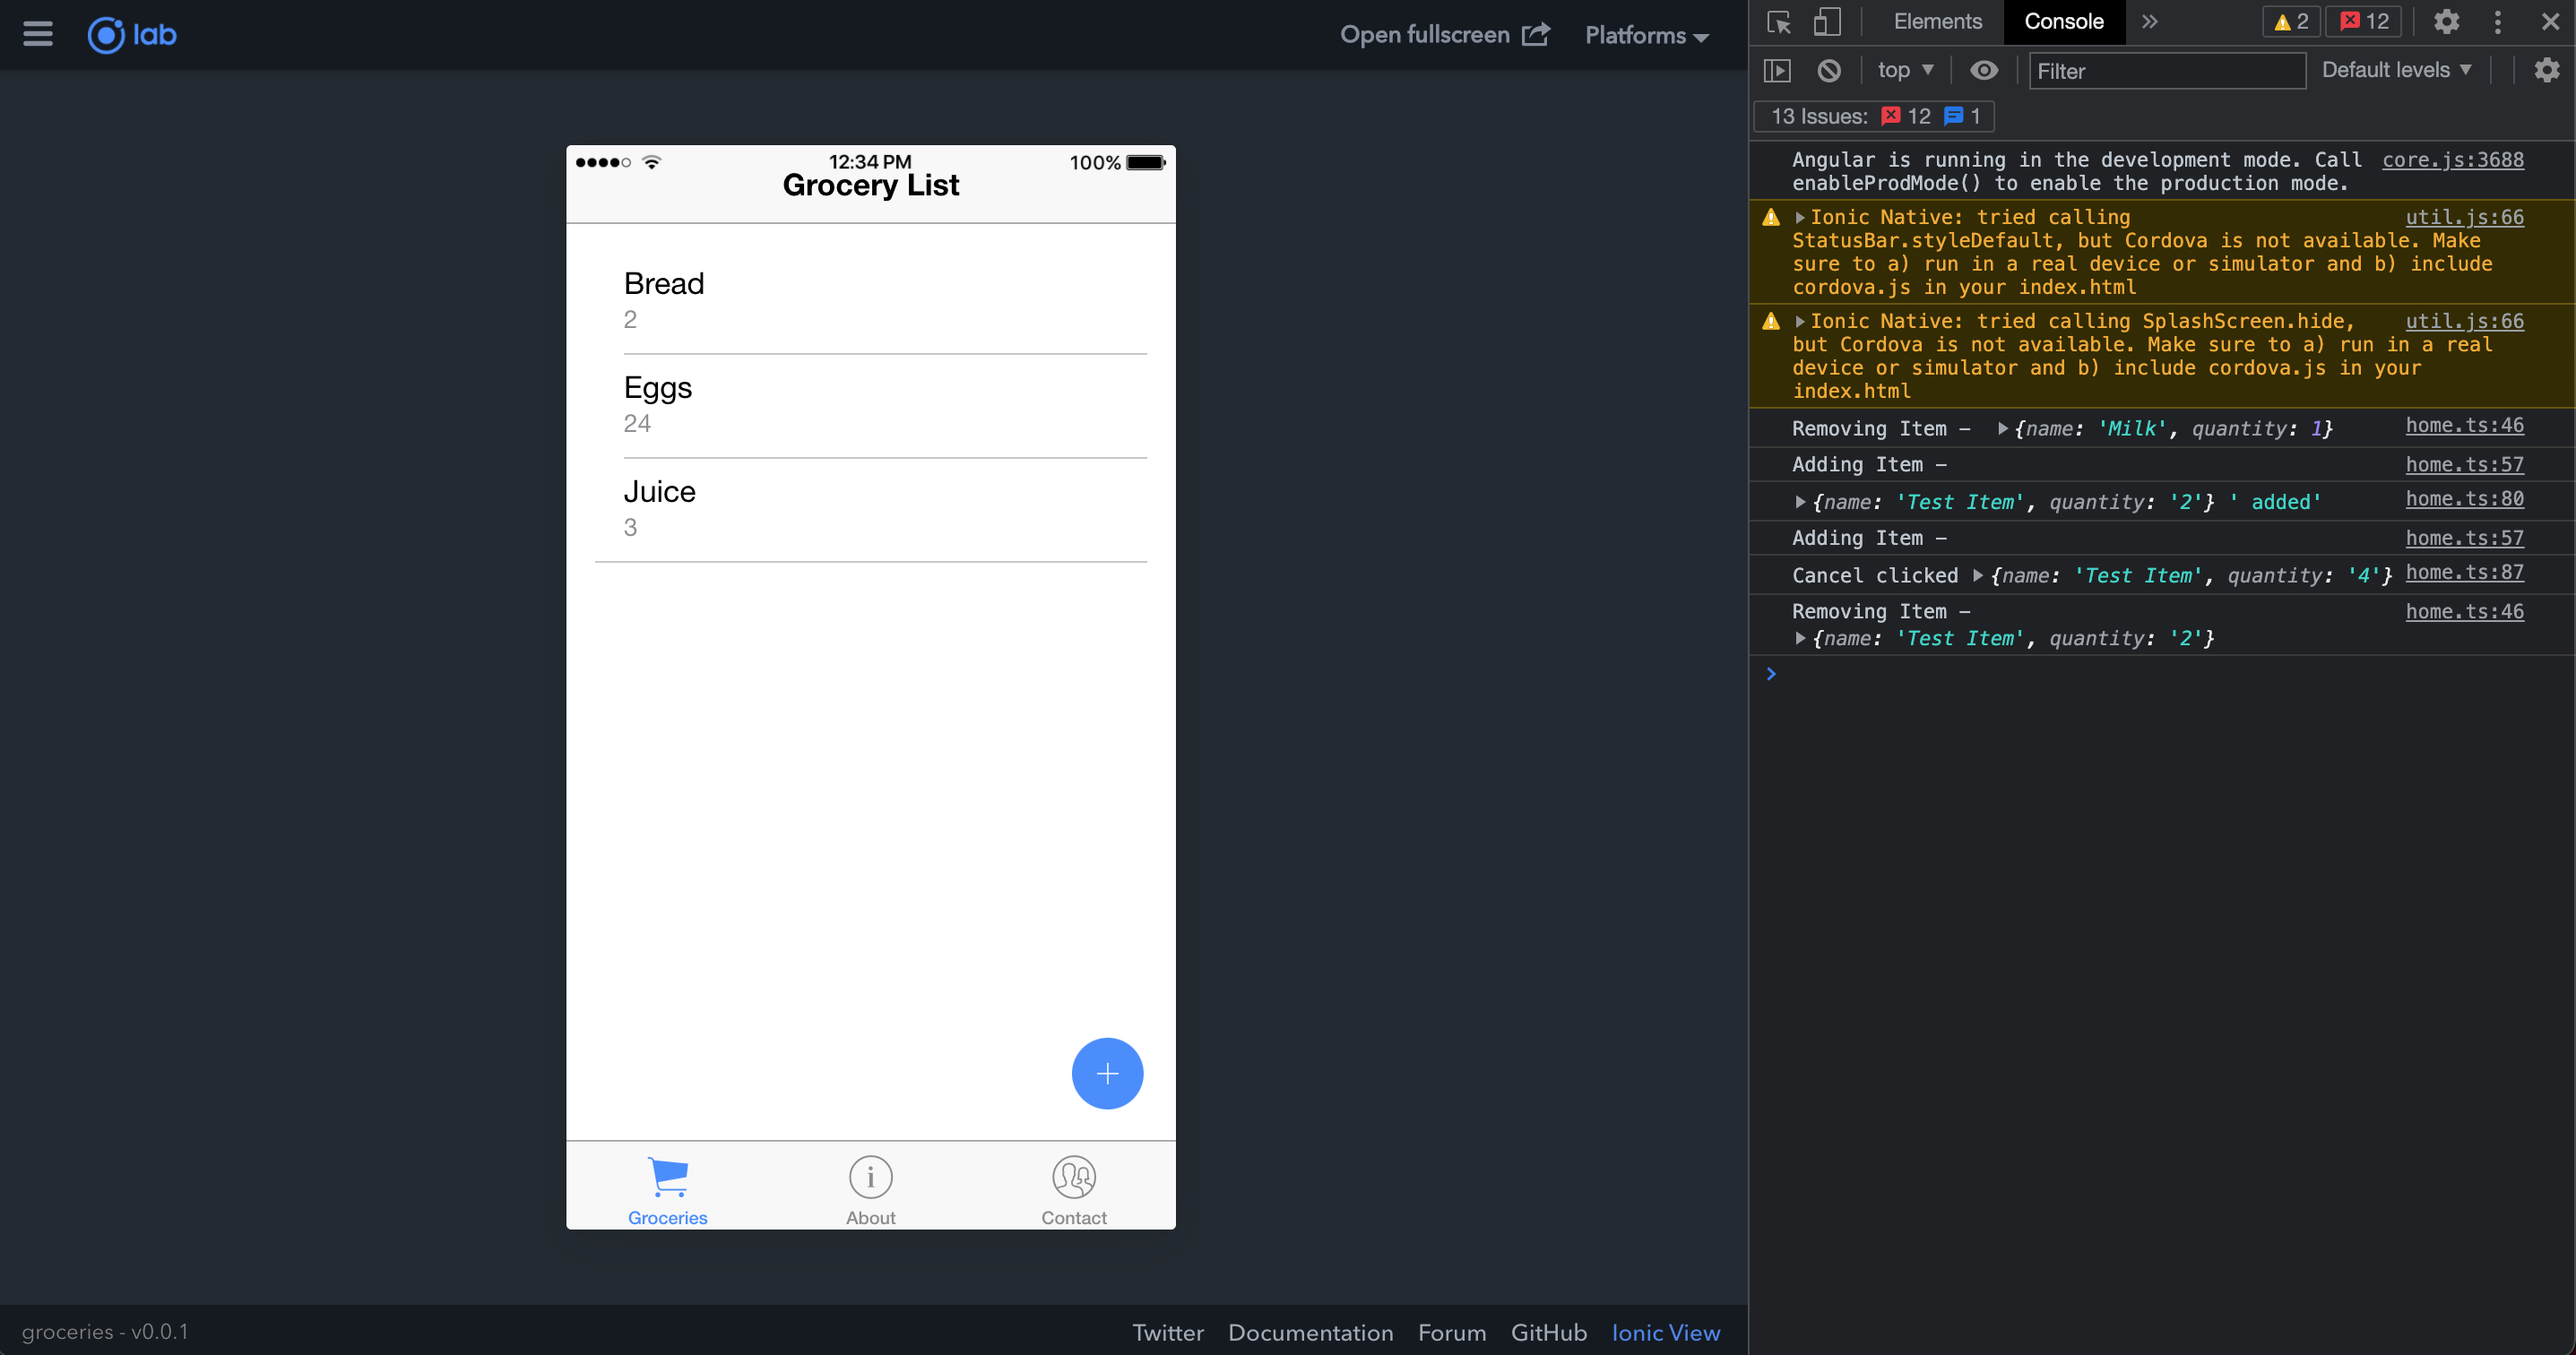 lab
Open fullscreen
Platforms
12:34 PM
100%
Grocery List
Bread
2
Eggs
24
Juice
3
Groceries
About
Contact
groceries - v0.0.1
Twitter
Documentation
Forum
GitHub
Ionic View
Elements
Console
2
12
top
Filter
Default levels
13 Issues: 12 1
Angular is running in the development mode. Call core.js:3688
enableProdMode() to enable the production mode.
Ionic Native: tried calling util.js:66
StatusBar.styleDefault, but Cordova is not available. Make
sure to a) run in a real device or simulator and b) include
cordova.js in your index.html
Ionic Native: tried calling SplashScreen.hide, util.js:66
but Cordova is not available. Make sure to a) run in a real
device or simulator and b) include cordova.js in your
index.html
Removing Item – {name: 'Milk', quantity: 1} home.ts:46
Adding Item – home.ts:57
{name: 'Test Item', quantity: '2'} ' added' home.ts:80
Adding Item – home.ts:57
Cancel clicked {name: 'Test Item', quantity: '4'} home.ts:87
Removing Item – home.ts:46
{name: 'Test Item', quantity: '2'}